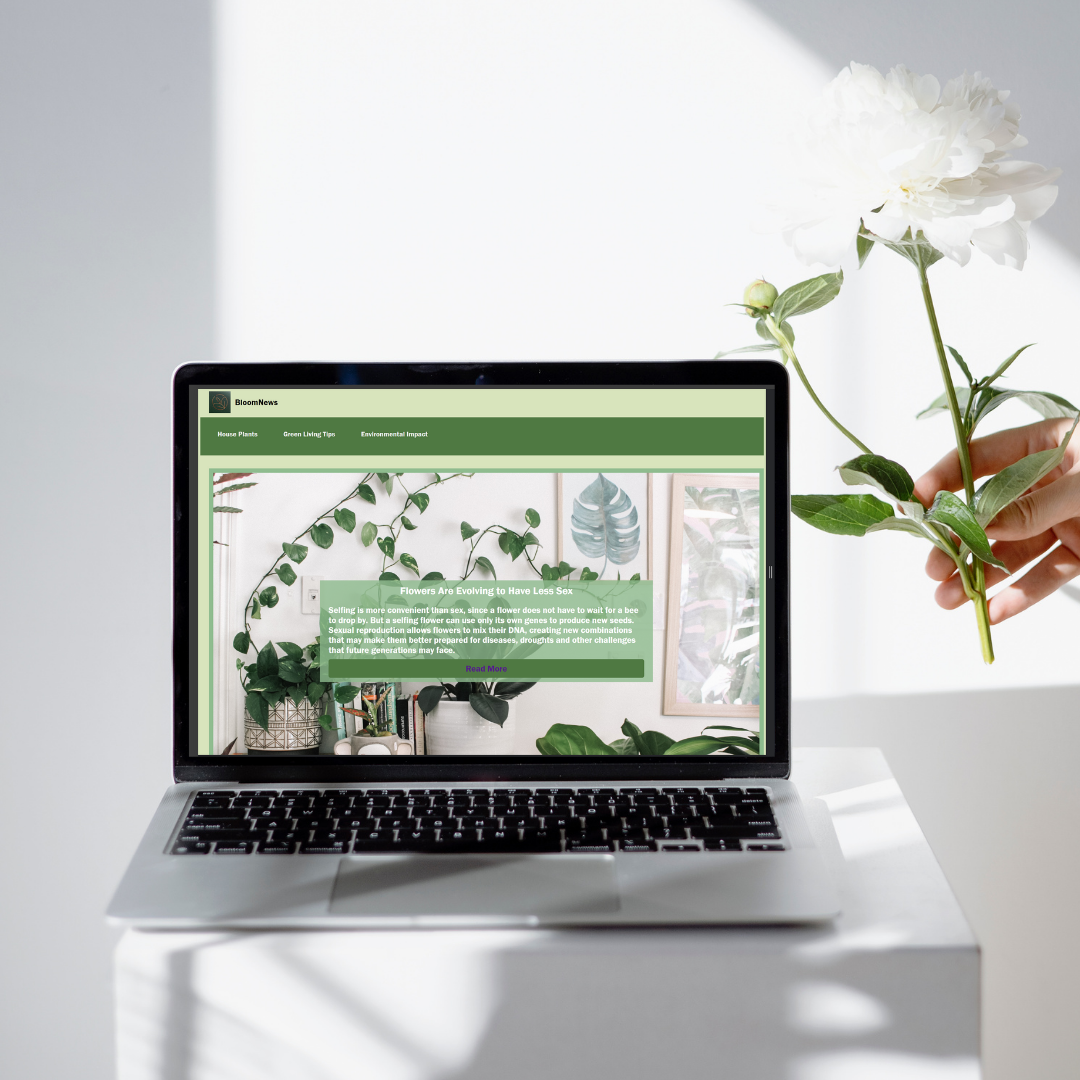 BloomNews
House Plants Green Living Tips Environmental Impact
Flowers Are Evolving to Have Less Sex
Selfing is more convenient than sex, since a flower does not have to wait for a bee
to drop by. But a selfing flower can use only its own genes to produce new seeds.
Sexual reproduction allows flowers to mix their DNA, creating new combinations
that may make them better prepared for diseases, droughts and other challenges
that future generations may face.
Read More
delete
return